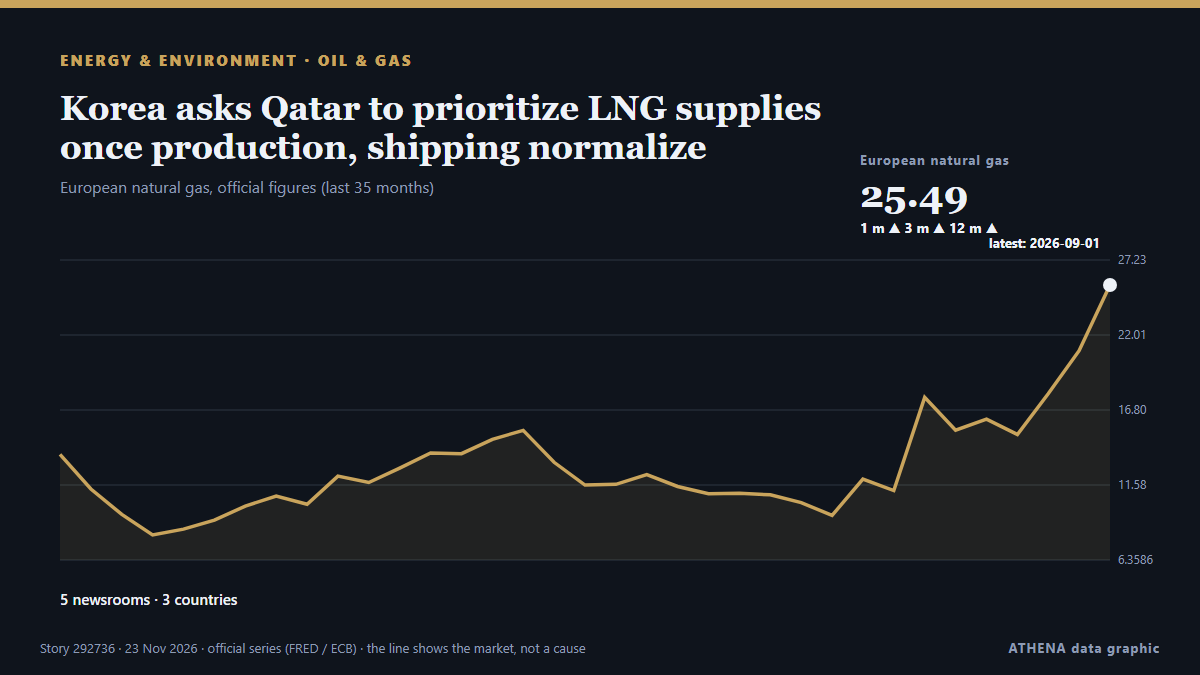 ENERGY & ENVIRONMENT · OIL & GAS
Korea asks Qatar to prioritize LNG supplies
once production, shipping normalize
European natural gas, official figures (last 35 months)
European natural gas
25.49
1 m ▲ 3 m ▲ 12 m ▲
latest: 2026-09-01
27.23
22.01
16.80
11.58
6.3586
5 newsrooms · 3 countries
Story 292736 · 23 Nov 2026 · official series (FRED / ECB) · the line shows the market, not a cause
ATHENA data graphic